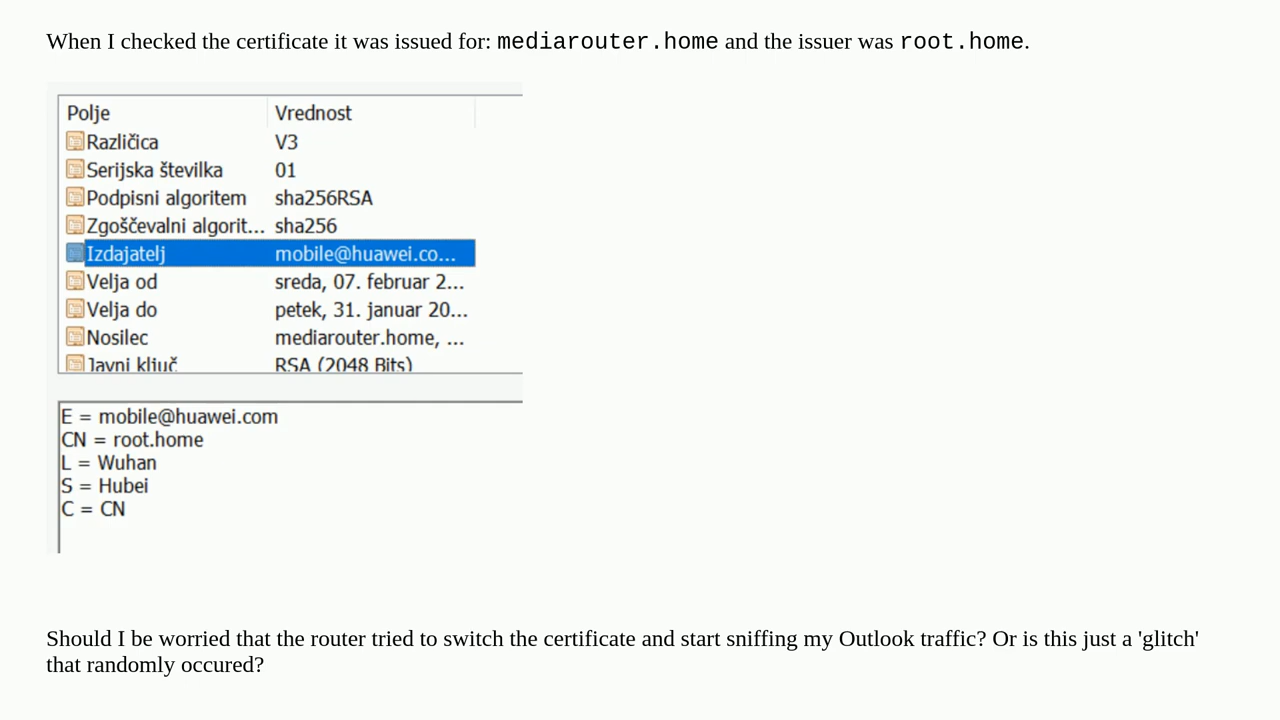 When I checked the certificate it was issued for: mediarouter.home and the issuer was root.home.
Polje Vrednost
Različica V3
Serijska številka 01
Podpisni algoritem sha256RSA
Zgoščevalni algorit... sha256
Izdajatelj mobile@huawei.co...
Velja od sreda, 07. februar 2...
Velja do petek, 31. januar 20...
Nosilec mediarouter.home, ...
Javni ključ RSA (2048 Bits)
E = mobile@huawei.com
CN = root.home
L = Wuhan
S = Hubei
C = CN
Should I be worried that the router tried to switch the certificate and start sniffing my Outlook traffic? Or is this just a 'glitch'
that randomly occured?